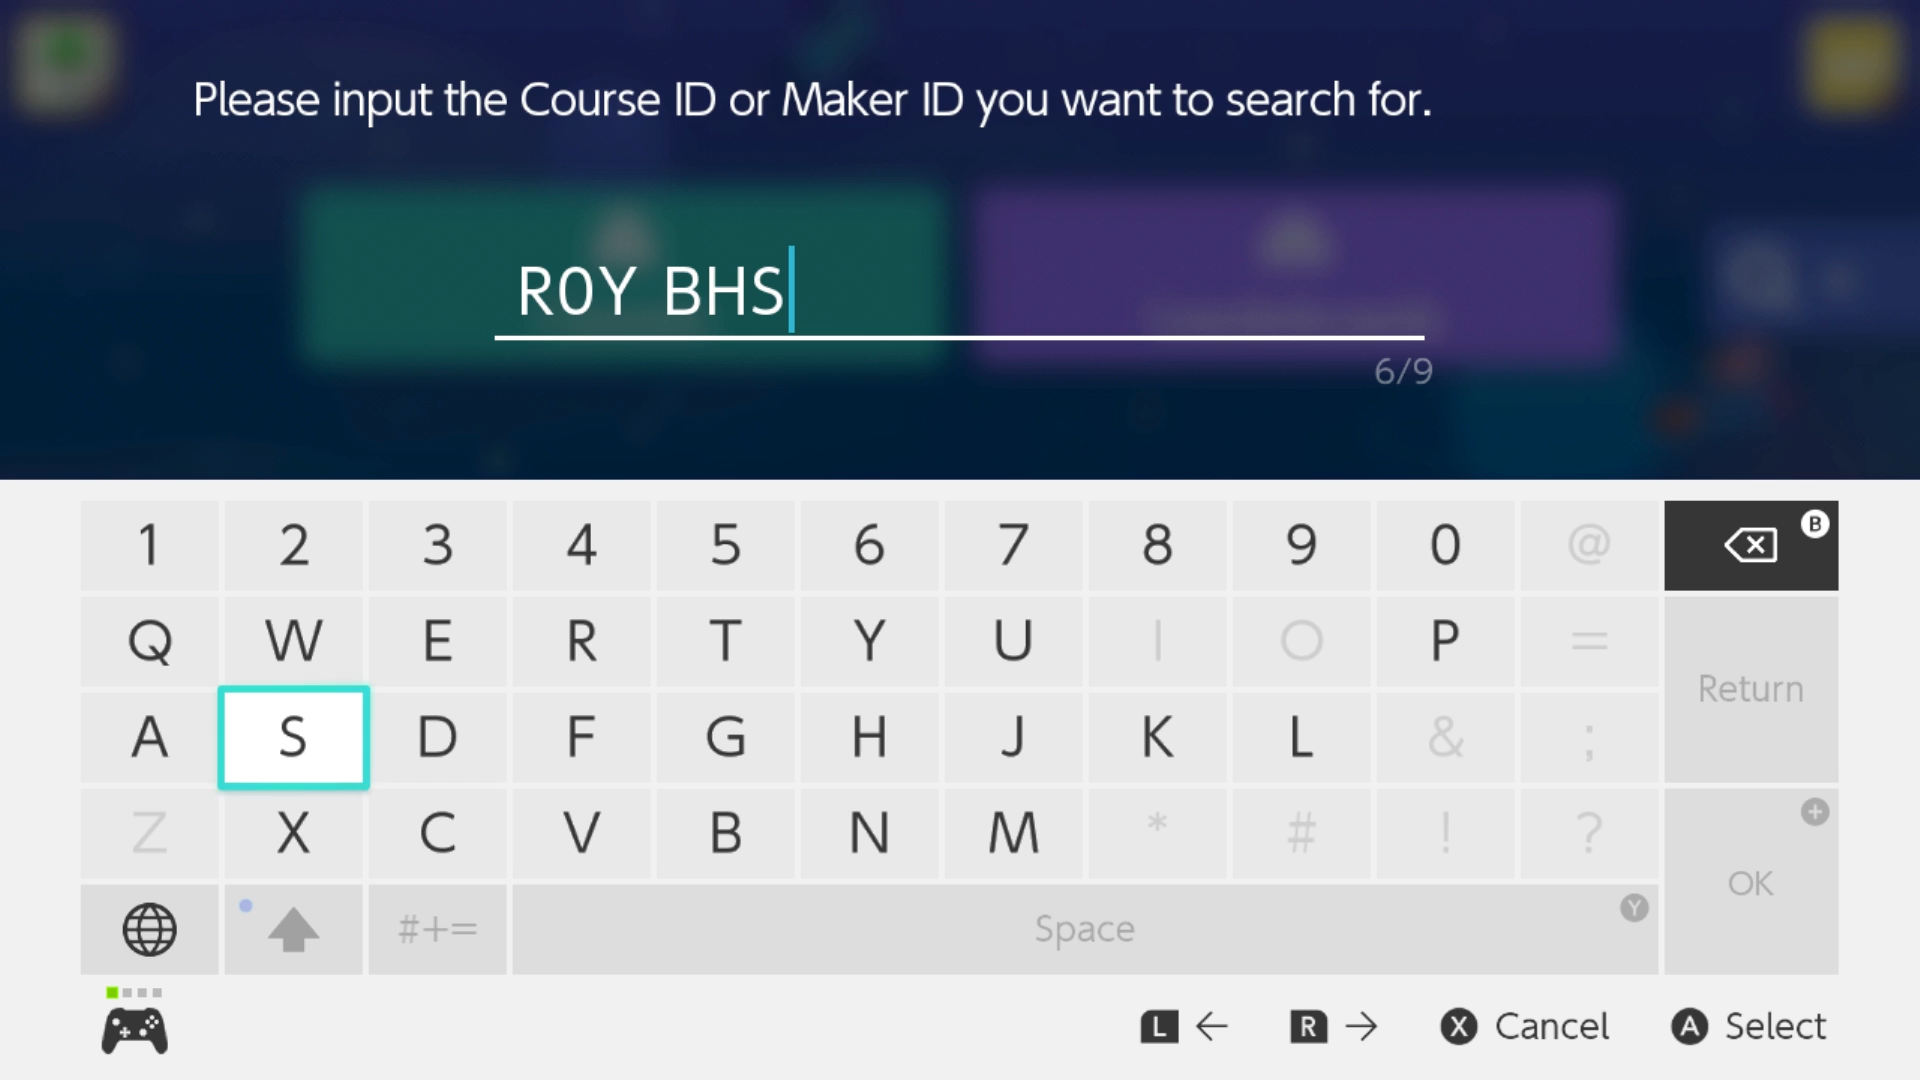 Please input the Course ID or Maker ID you want to search for.
R0Y BHS
6/9
1 2 3 4 5 6 7 8 9 0 @ B
Q W E R T Y U I O P =
Return
A S D F G H J K L & ;
Z X C V B N M * # ! ? +
OK
#+= Space Y
L ← R → X Cancel A Select